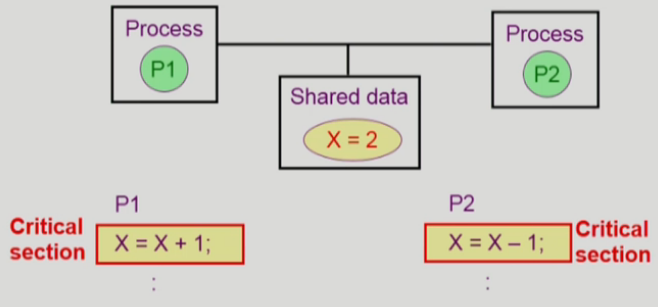 Process
P1
Process
P2
Shared data
X = 2
P1
P2
Critical
section
X = X + 1;
X = X – 1;
Critical
section
:
: